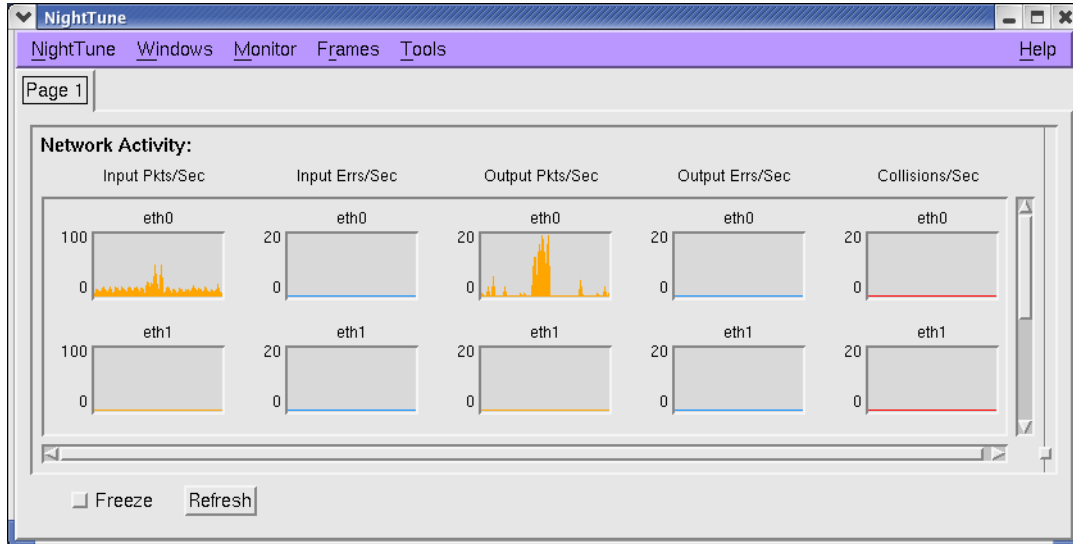 NightTune
NightTune Windows Monitor Frames Tools Help
Page 1
Network Activity:
Input Pkts/Sec Input Errs/Sec Output Pkts/Sec Output Errs/Sec Collisions/Sec
eth0 eth0 eth0 eth0 eth0
100 20 20 20 20
0 0 0 0 0
eth1 eth1 eth1 eth1 eth1
100 20 20 20 20
0 0 0 0 0
Freeze Refresh